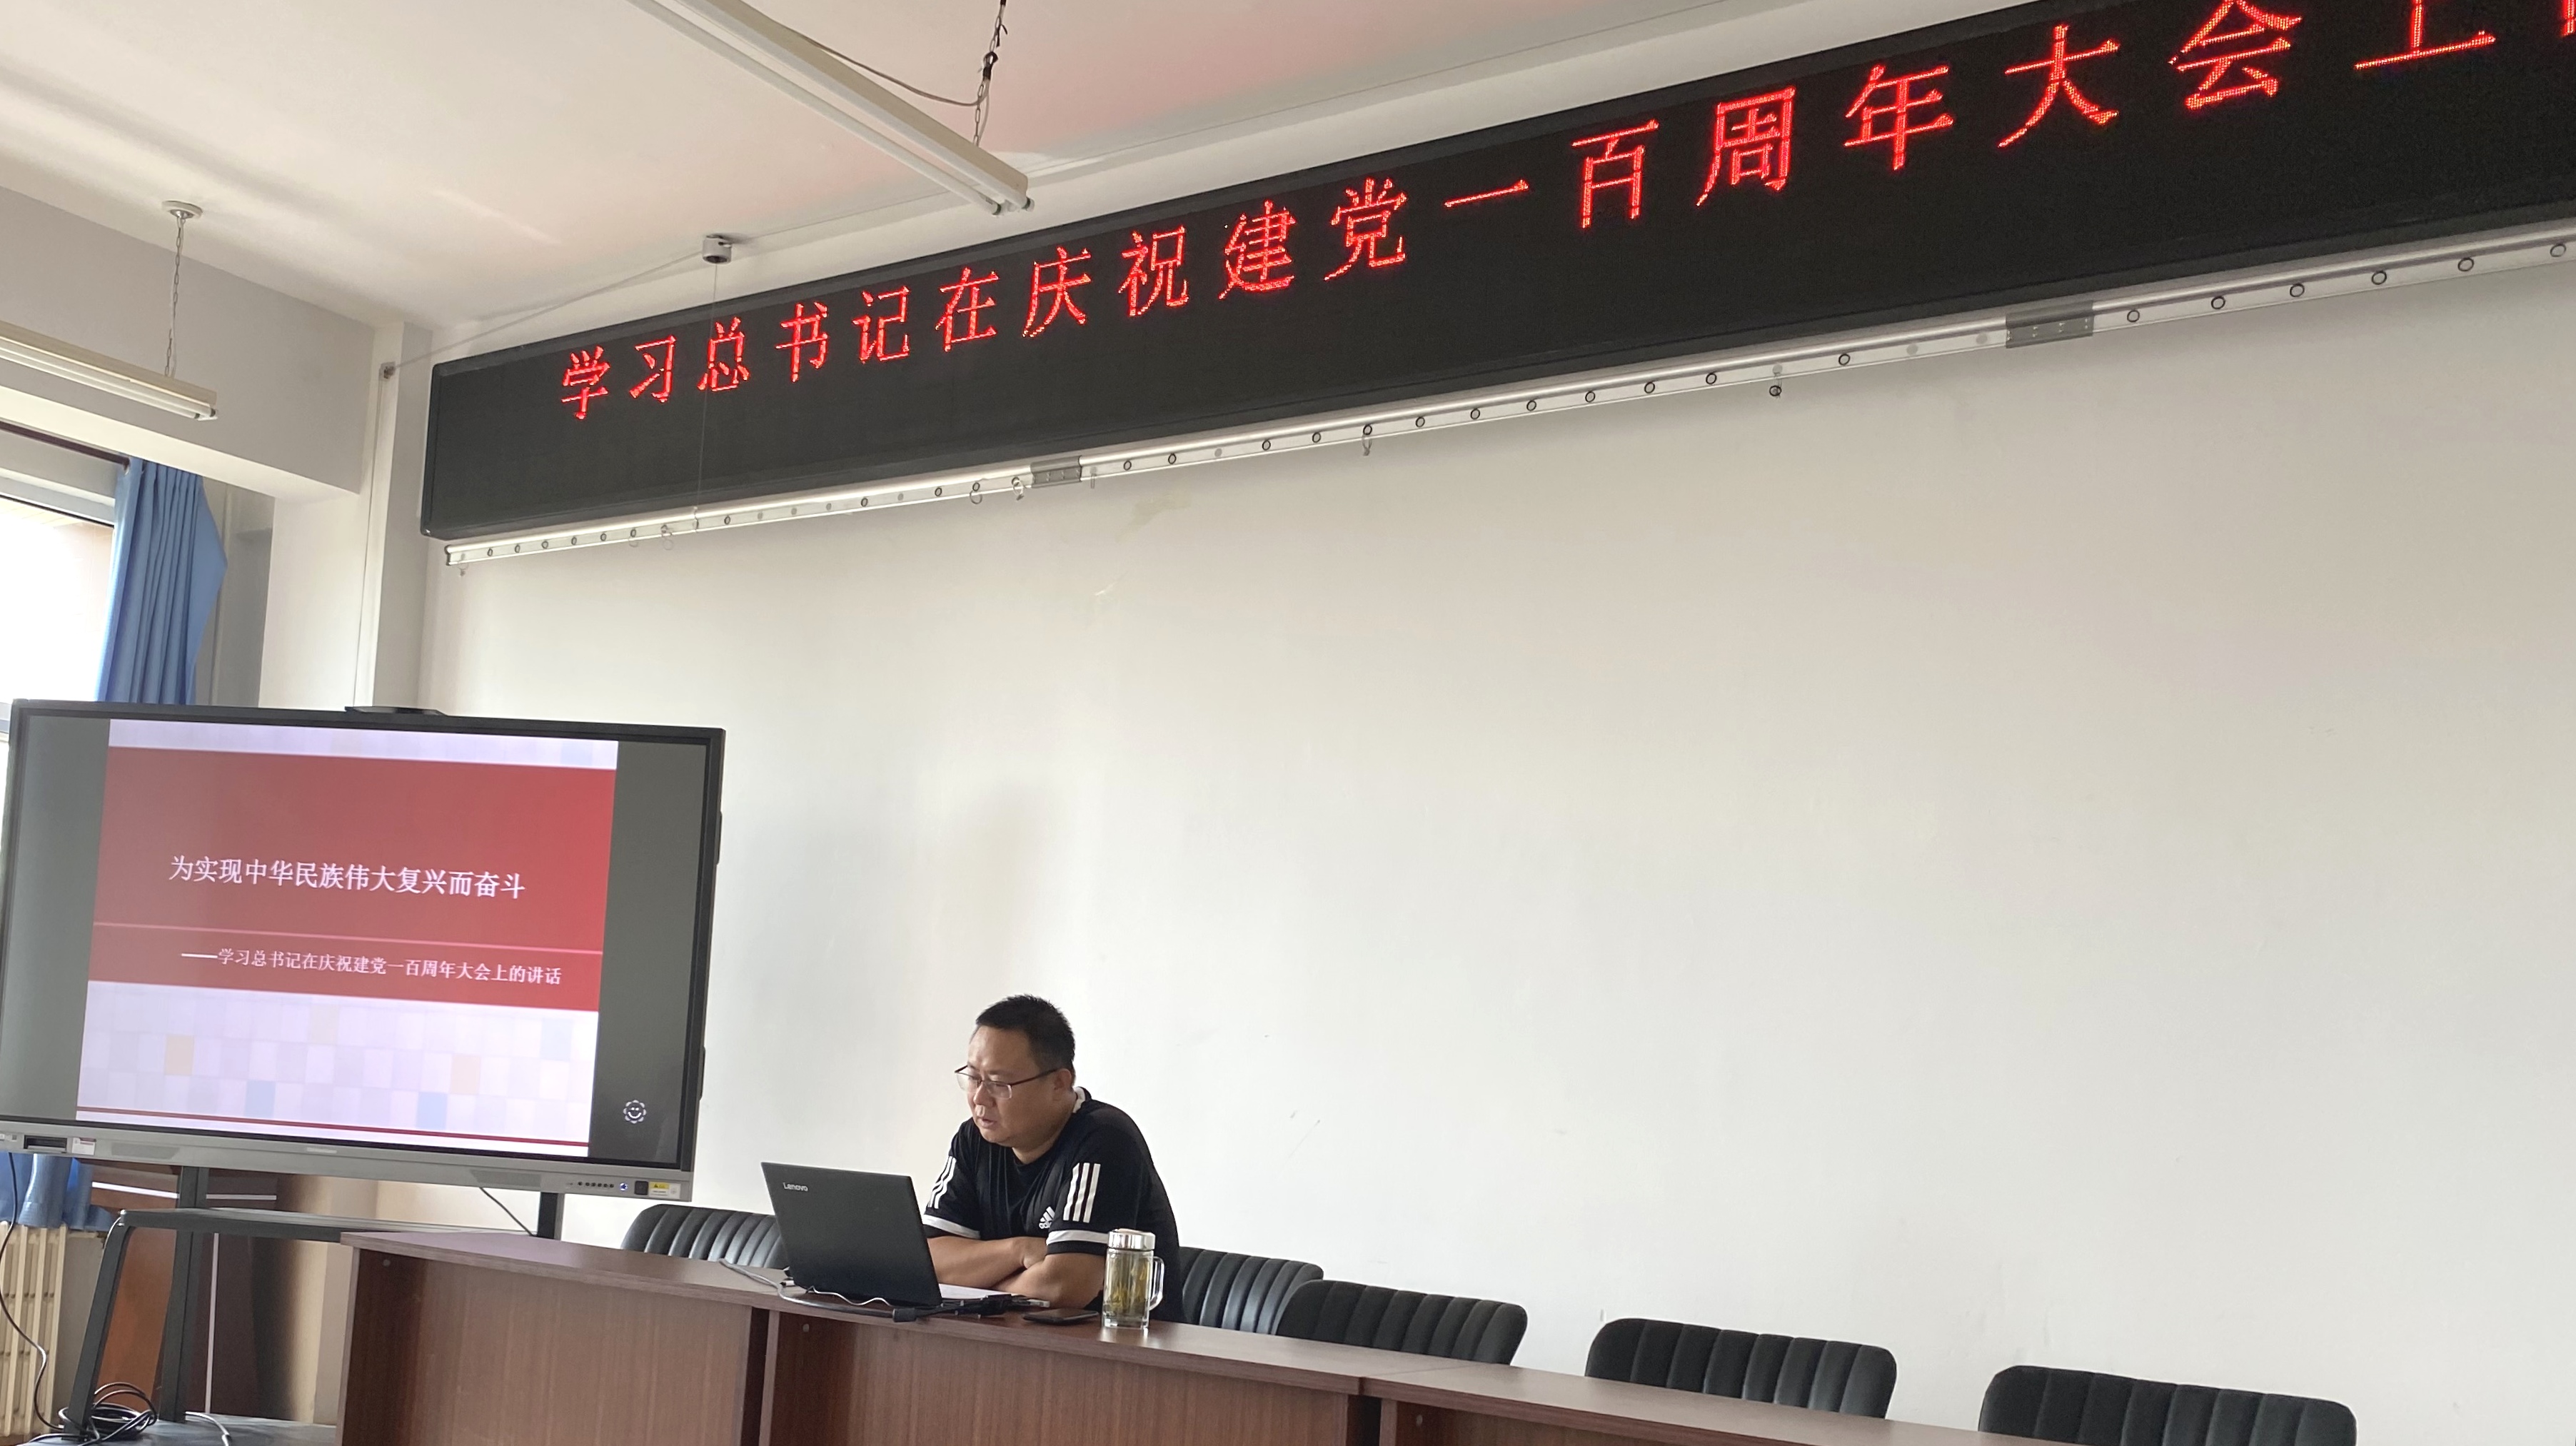 学习总书记在庆祝建党一百周年大会上
为实现中华民族伟大复兴而奋斗
——学习总书记在庆祝建党一百周年大会上的讲话
Lenovo
adidas